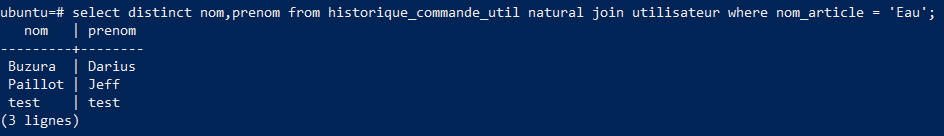 ubuntu=# select distinct nom,prenom from historique_commande_util natural join utilisateur where nom_article = 'Eau';
   nom   | prenom
---------+--------
 Buzura  | Darius
 Paillot | Jeff
 test    | test
(3 lignes)